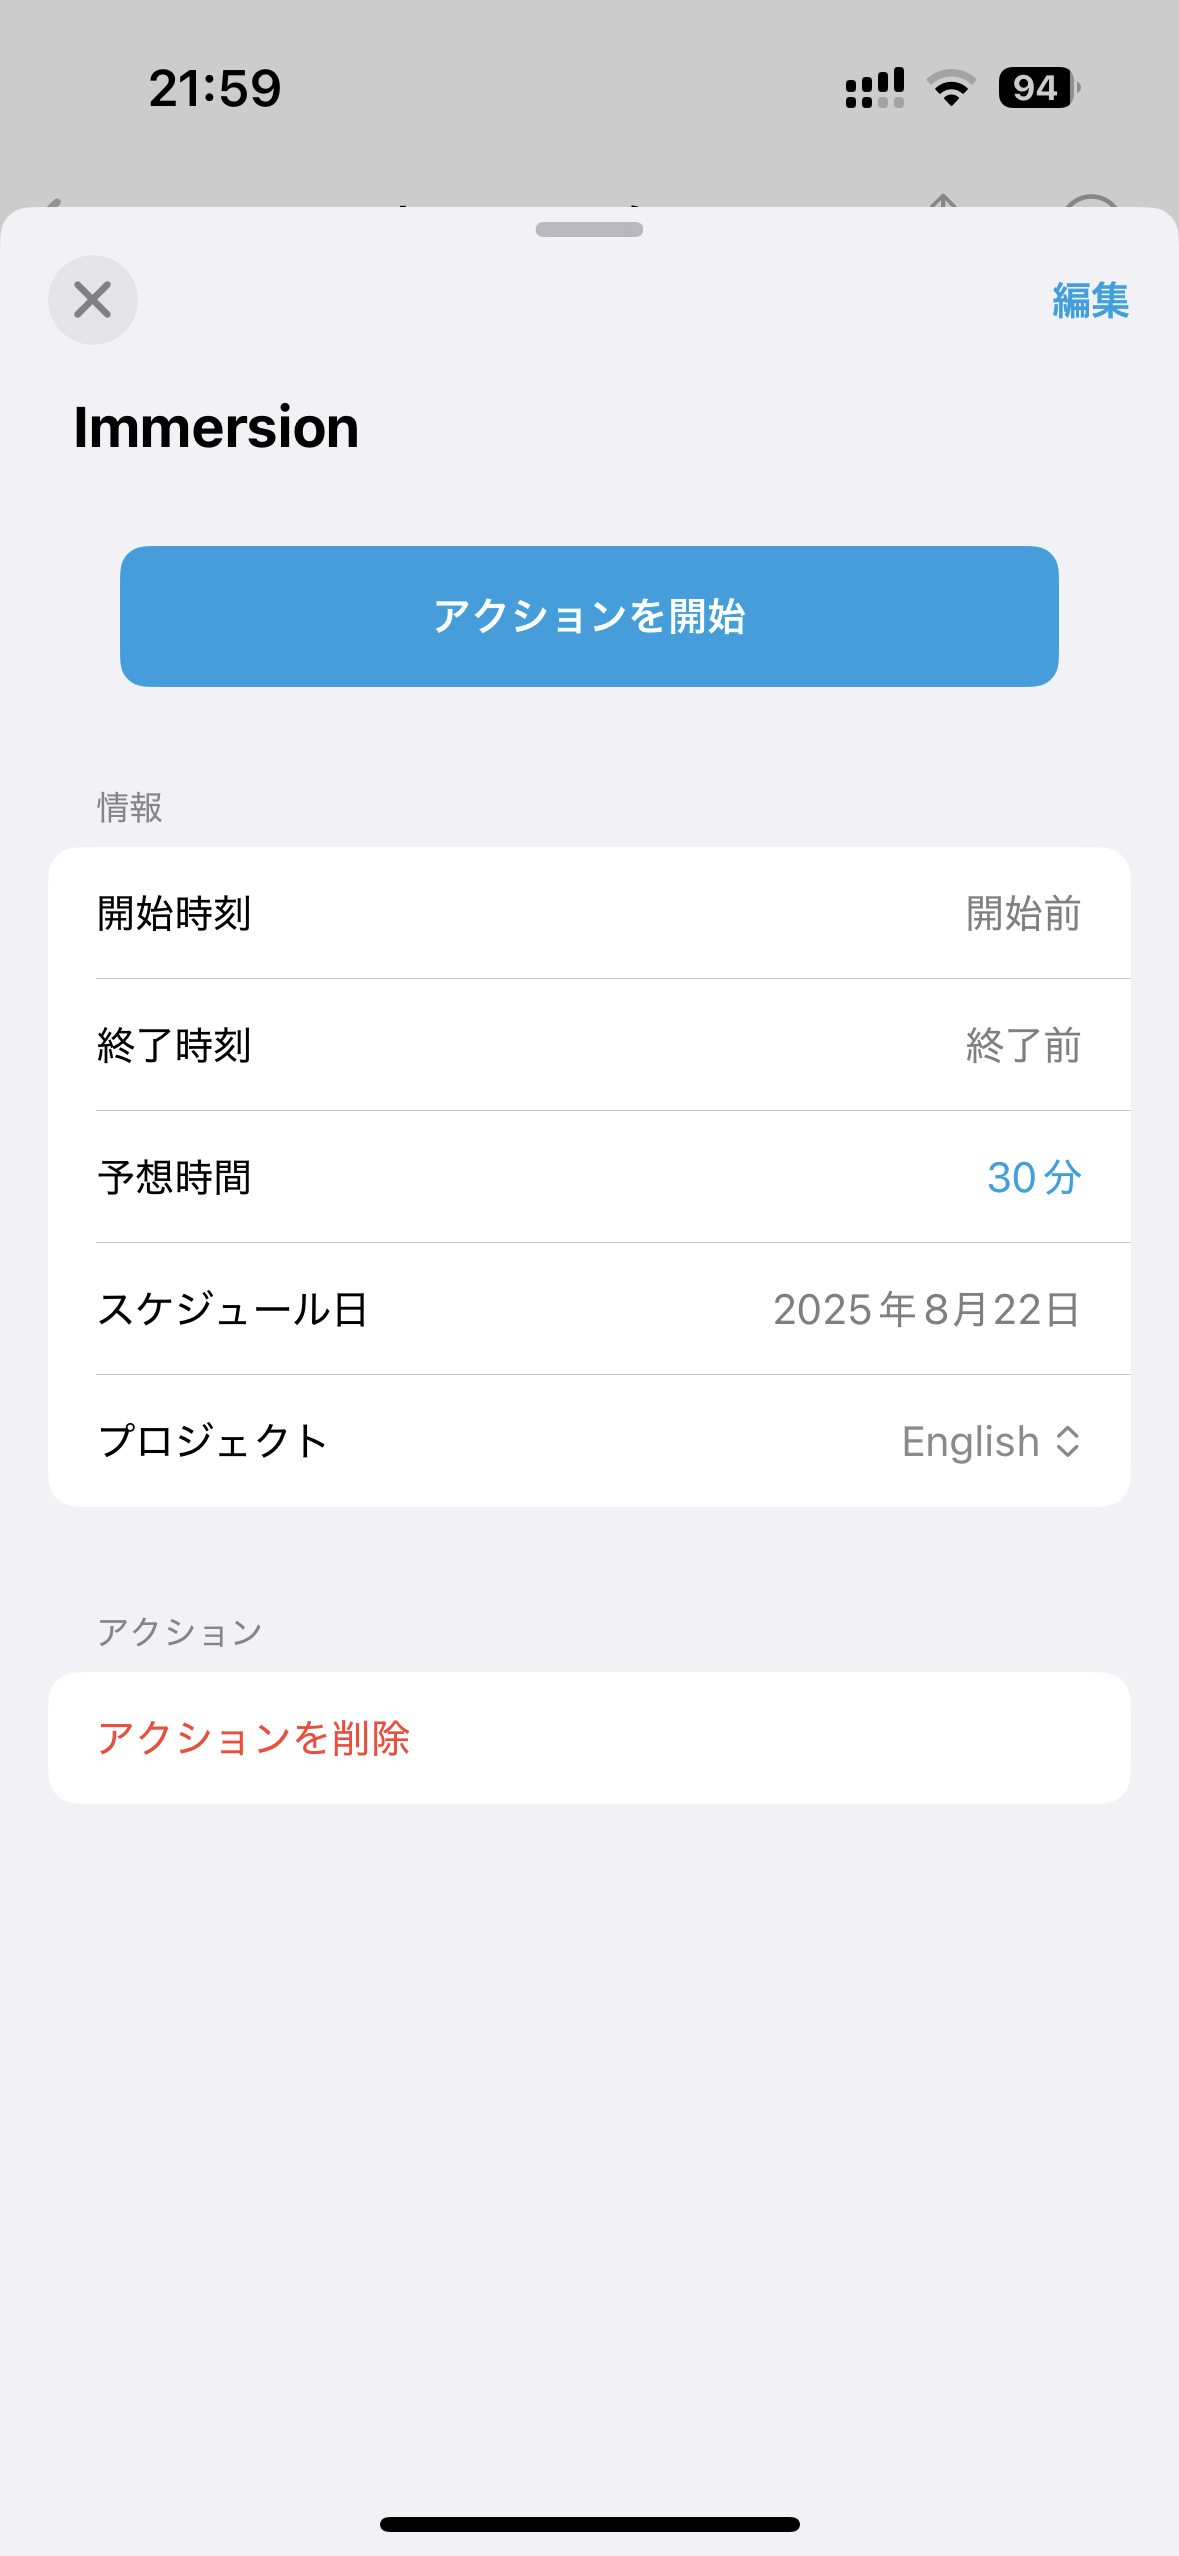 21:59
94
編集
Immersion
アクションを開始
情報
開始時刻 開始前
終了時刻 終了前
予想時間 30分
スケジュール日 2025年8月22日
プロジェクト English
アクション
アクションを削除